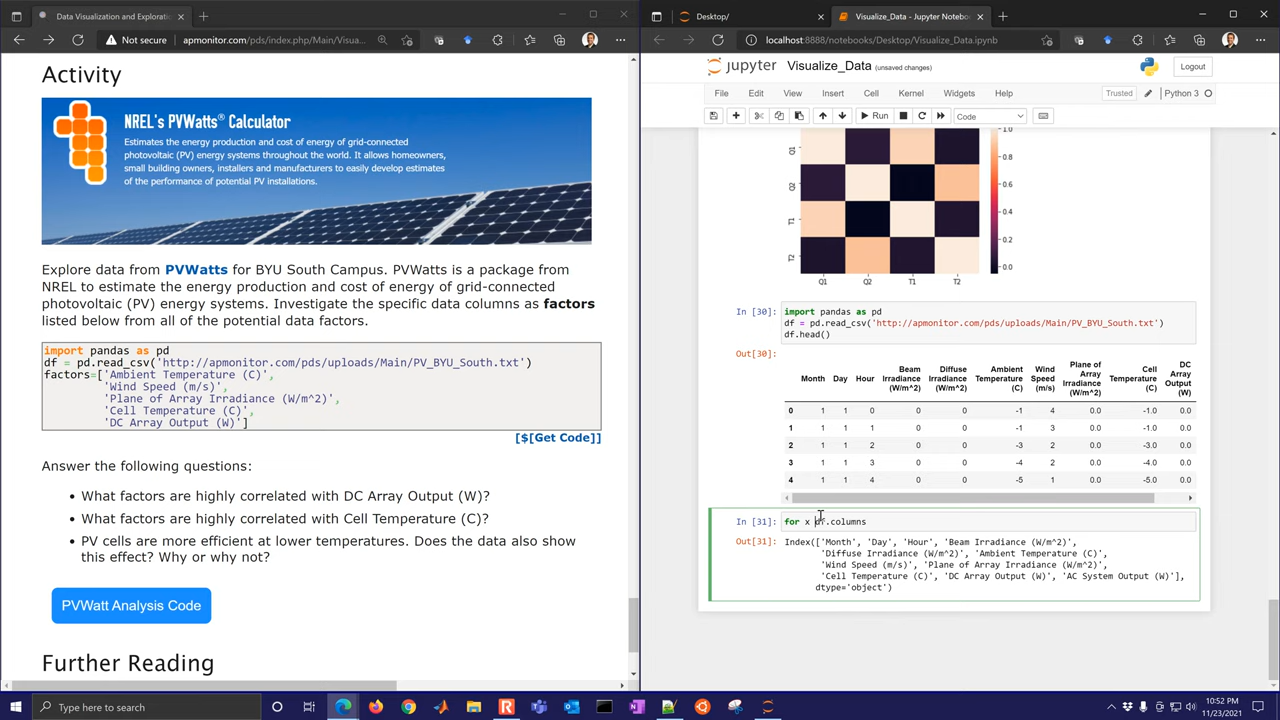 Data Visualization and Exploratio
Not secure
apmonitor.com/pds/index.php/Main/Visua...
Activity
NREL's PVWatts® Calculator
Estimates the energy production and cost of energy of grid-connected
photovoltaic (PV) energy systems throughout the world. It allows homeowners,
small building owners, installers and manufacturers to easily develop estimates
of the performance of potential PV installations.
Explore data from PVWatts for BYU South Campus. PVWatts is a package from
NREL to estimate the energy production and cost of energy of grid-connected
photovoltaic (PV) energy systems. Investigate the specific data columns as factors
listed below from all of the potential data factors.
import pandas as pd
df = pd.read_csv('http://apmonitor.com/pds/uploads/Main/PV_BYU_South.txt')
factors=['Ambient Temperature (C)',
'Wind Speed (m/s)',
'Plane of Array Irradiance (W/m^2)',
'Cell Temperature (C)',
'DC Array Output (W)']
[$[Get Code]]
Answer the following questions:
• What factors are highly correlated with DC Array Output (W)?
• What factors are highly correlated with Cell Temperature (C)?
• PV cells are more efficient at lower temperatures. Does the data also show
this effect? Why or why not?
PVWatt Analysis Code
Further Reading
Desktop/
Visualize_Data - Jupyter Noteboo
localhost:8888/notebooks/Desktop/Visualize_Data.ipynb
jupyter Visualize_Data (unsaved changes)
Logout
File Edit View Insert Cell Kernel Widgets Help
Trusted Python 3
Run Code
1.0
0.8
0.6
0.4
0.2
0.0
Q1
Q2
T1
T2
Q1 Q2 T1 T2
In [30]: import pandas as pd
df = pd.read_csv('http://apmonitor.com/pds/uploads/Main/PV_BYU_South.txt')
df.head()
Out[30]:
Month Day Hour Beam Irradiance (W/m^2) Diffuse Irradiance (W/m^2) Ambient Temperature (C) Wind Speed (m/s) Plane of Array Irradiance (W/m^2) Cell Temperature (C) DC Array Output (W)
0 1 1 0 0 0 -1 4 0.0 -1.0 0.0
1 1 1 1 0 0 -1 3 0.0 -1.0 0.0
2 1 1 2 0 0 -3 2 0.0 -3.0 0.0
3 1 1 3 0 0 -4 2 0.0 -4.0 0.0
4 1 1 4 0 0 -5 1 0.0 -5.0 0.0
In [31]: for x df.columns
Out[31]: Index(['Month', 'Day', 'Hour', 'Beam Irradiance (W/m^2)',
'Diffuse Irradiance (W/m^2)', 'Ambient Temperature (C)',
'Wind Speed (m/s)', 'Plane of Array Irradiance (W/m^2)',
'Cell Temperature (C)', 'DC Array Output (W)', 'AC System Output (W)'],
dtype='object')
Type here to search
10:52 PM
11/23/2021